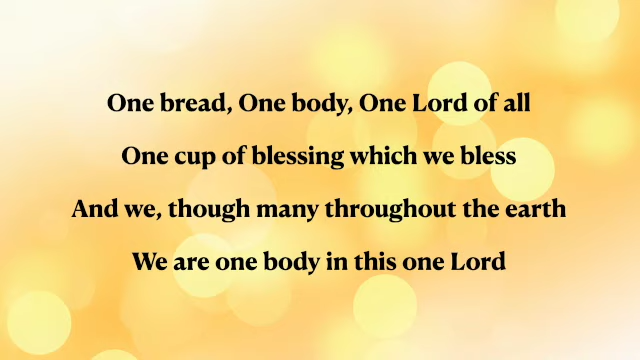 One bread, One body, One Lord of all
One cup of blessing which we bless
And we, though many throughout the earth
We are one body in this one Lord